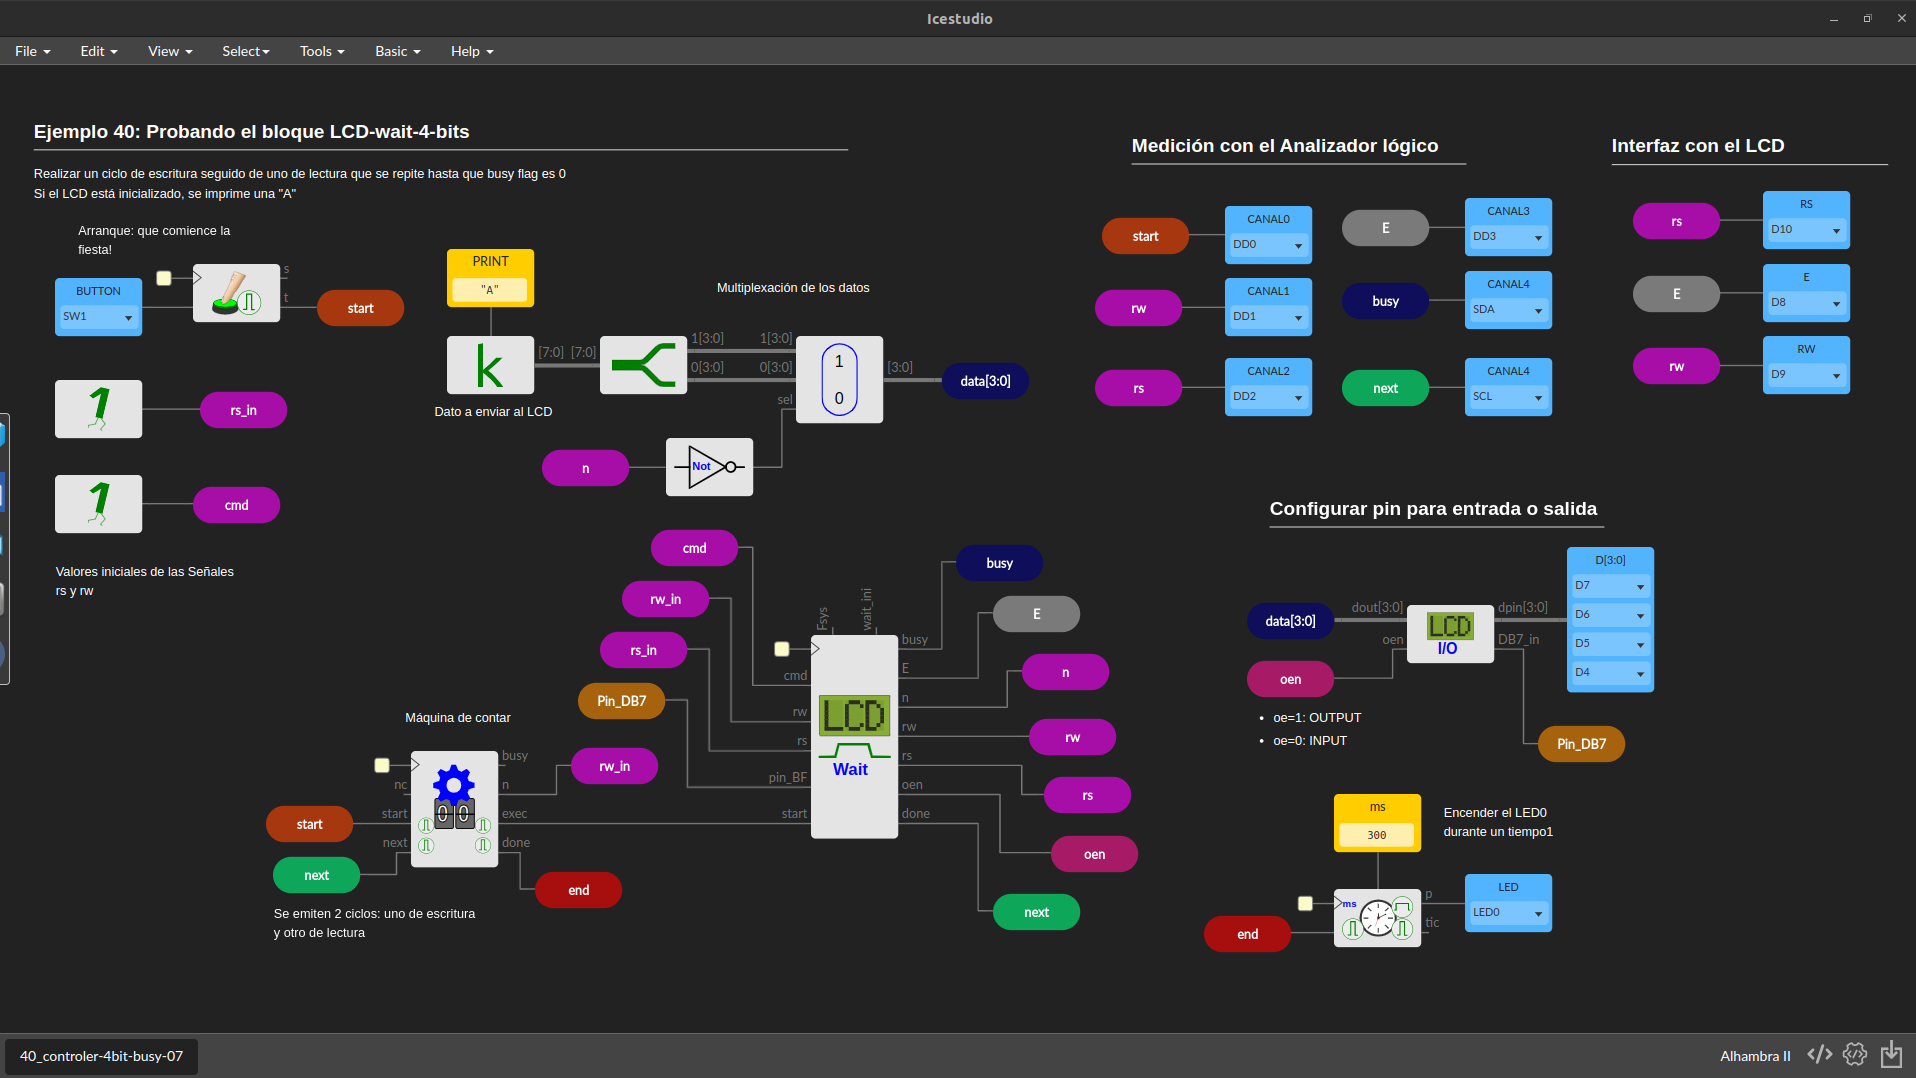 Icestudio
File Edit View Select Tools Basic Help
Ejemplo 40: Probando el bloque LCD-wait-4-bits
Realizar un ciclo de escritura seguido de uno de lectura que se repite hasta que busy flag es 0
Si el LCD está inicializado, se imprime una "A"
Arranque: que comience la
fiesta!
BUTTON
SW1
s
t
start
rs_in
cmd
Valores iniciales de las Señales
rs y rw
PRINT
"A"
k
[7:0] [7:0]
Dato a enviar al LCD
Multiplexación de los datos
1[3:0] 1[3:0]
0[3:0] 0[3:0]
sel
1
0
[3:0]
data[3:0]
n
Not
cmd
rw_in
rs_in
Pin_DB7
Fsys
wait_ini
cmd
rw
rs
pin_BF
start
LCD
Wait
busy
E
n
rw
rs
oen
done
busy
E
n
rw
rs
oen
next
Máquina de contar
nc
start
next
0 0
busy
n
exec
done
rw_in
start
next
end
Se emiten 2 ciclos: uno de escritura
y otro de lectura
Medición con el Analizador lógico
start
CANAL0
DD0
rw
CANAL1
DD1
rs
CANAL2
DD2
E
CANAL3
DD3
busy
CANAL4
SDA
next
CANAL4
SCL
Interfaz con el LCD
rs
RS
D10
E
E
D8
rw
RW
D9
Configurar pin para entrada o salida
data[3:0]
oen
dout[3:0]
oen
LCD
I/O
dpin[3:0]
DB7_in
D[3:0]
D7
D6
D5
D4
Pin_DB7
oe=1: OUTPUT
oe=0: INPUT
ms
300
Encender el LED0
durante un tiempo1
ms
p
tic
end
LED
LED0
40_controler-4bit-busy-07
Alhambra II